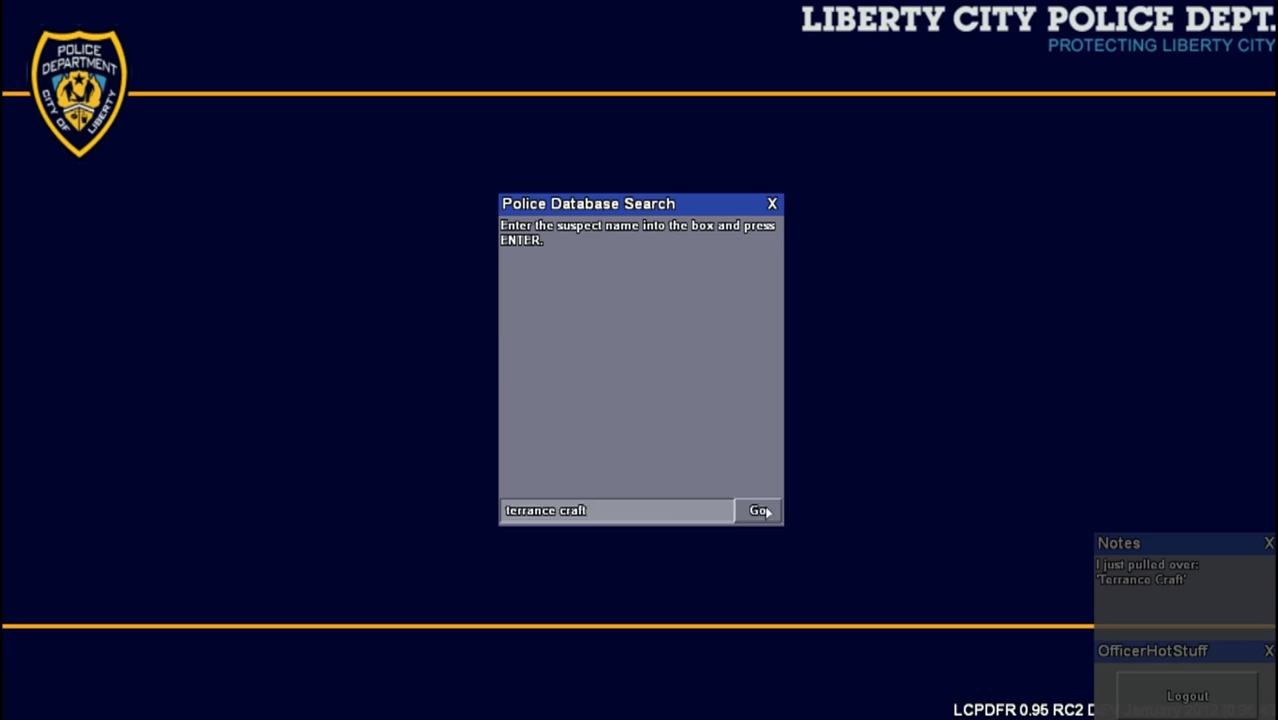 LIBERTY CITY POLICE DEPT.
PROTECTING LIBERTY CITY
POLICE
DEPARTMENT
CITY OF LIBERTY
Police Database Search X
Enter the suspect name into the box and press
ENTER.
terrance craft Go
Notes X
I just pulled over:
'Terrance Craft'
OfficerHotStuff X
Logout
LCPDFR 0.95 RC2